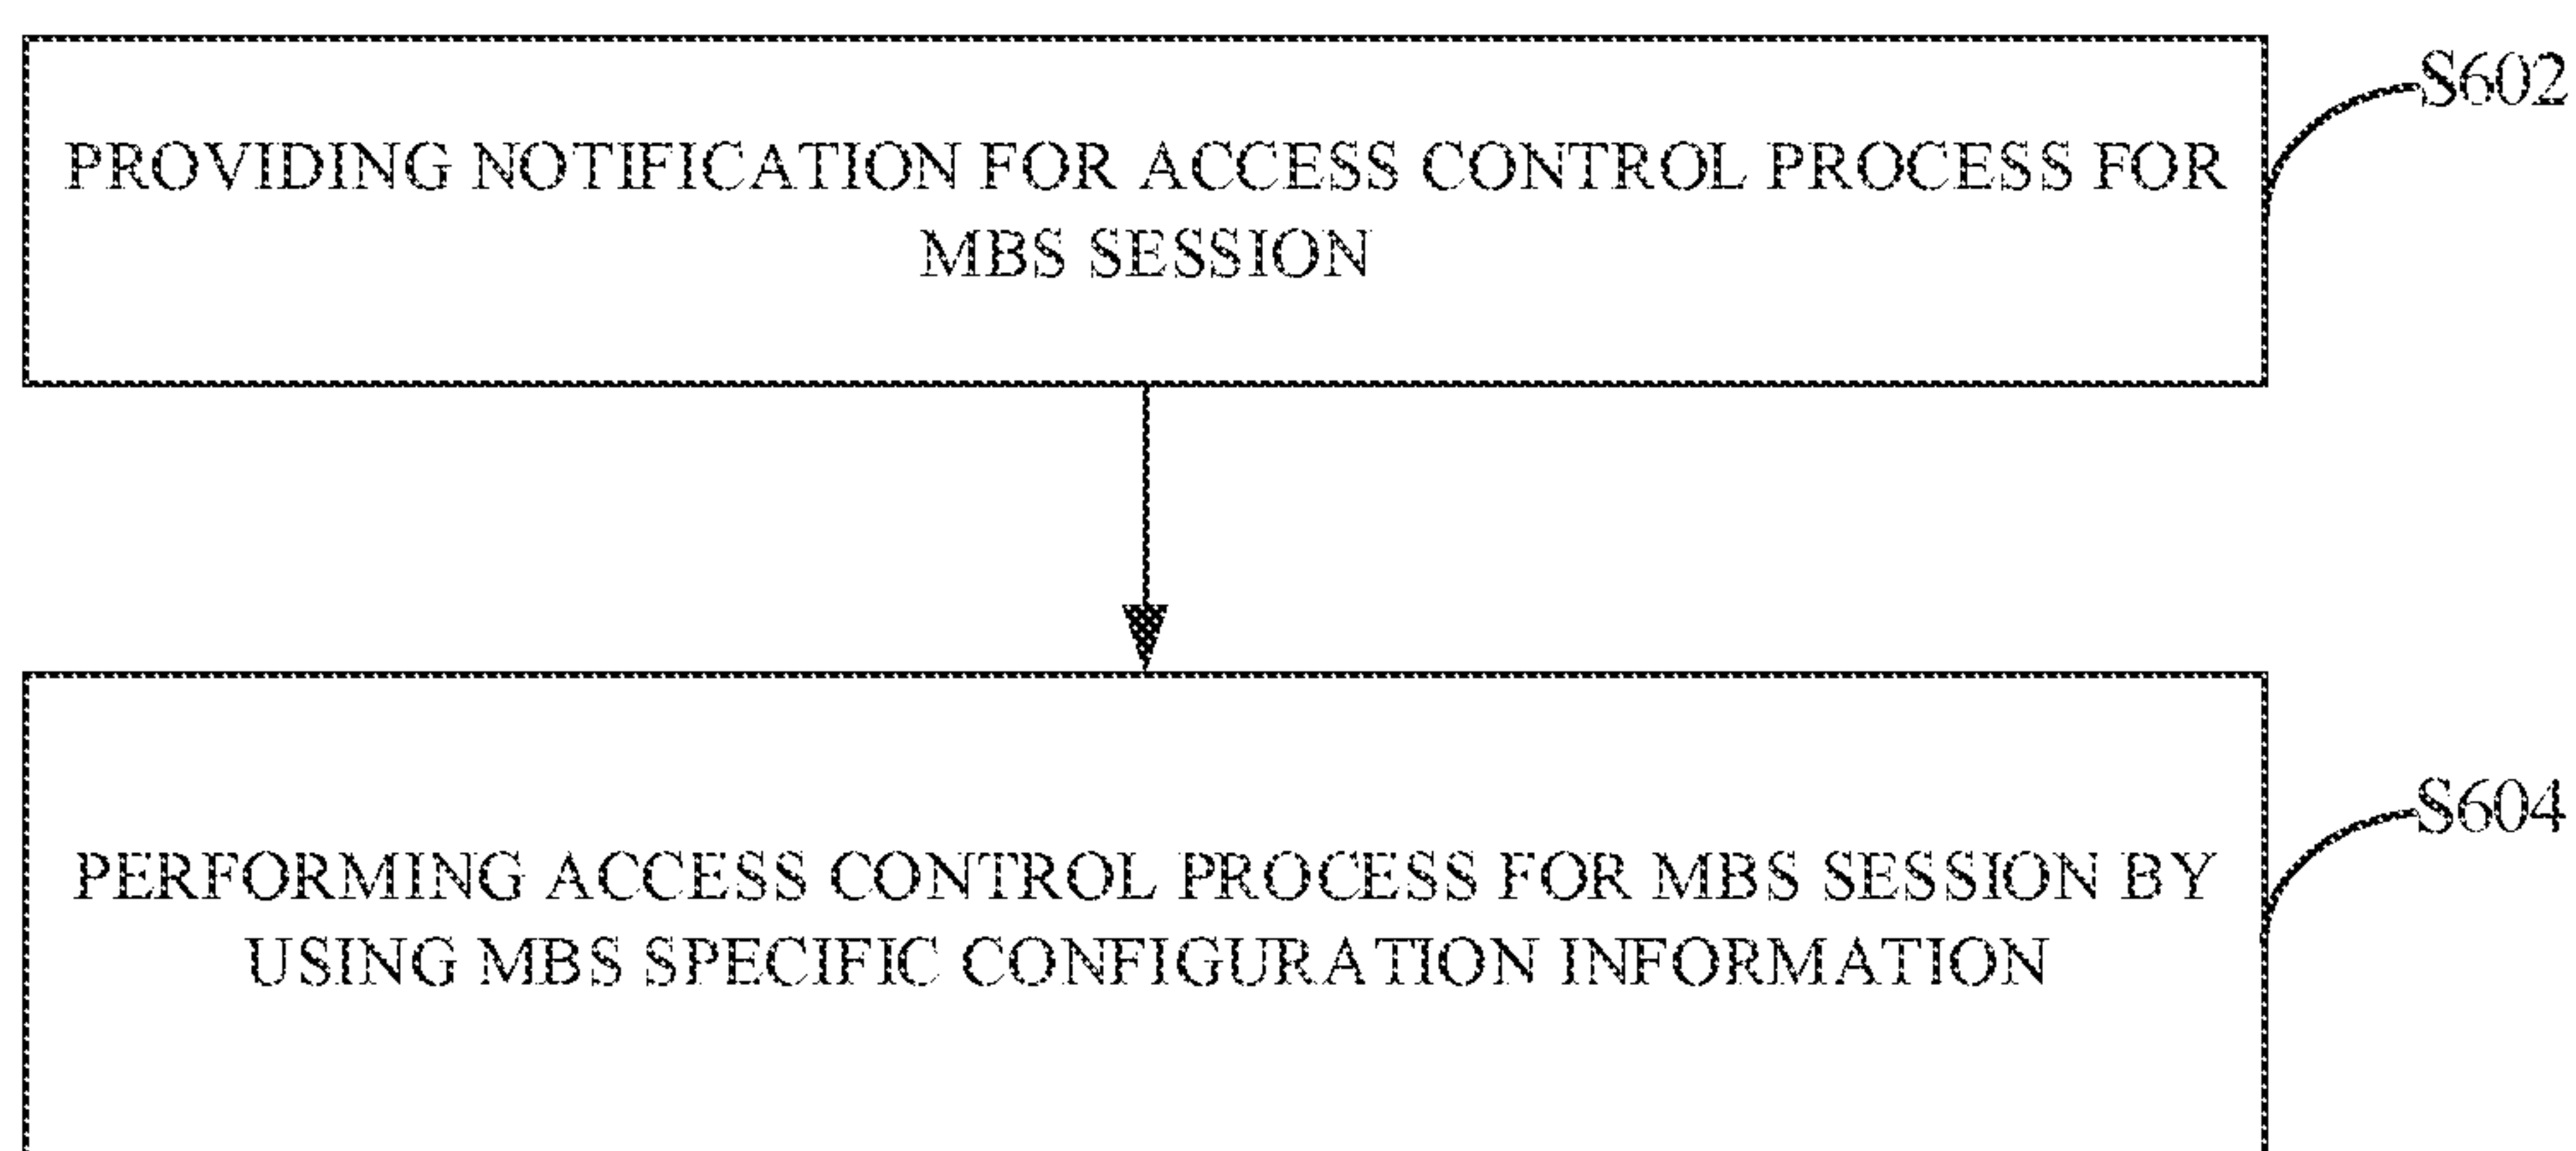 S602
PROVIDING NOTIFICATION FOR ACCESS CONTROL PROCESS FOR
MBS SESSION
S604
PERFORMING ACCESS CONTROL PROCESS FOR MBS SESSION BY
USING MBS SPECIFIC CONFIGURATION INFORMATION